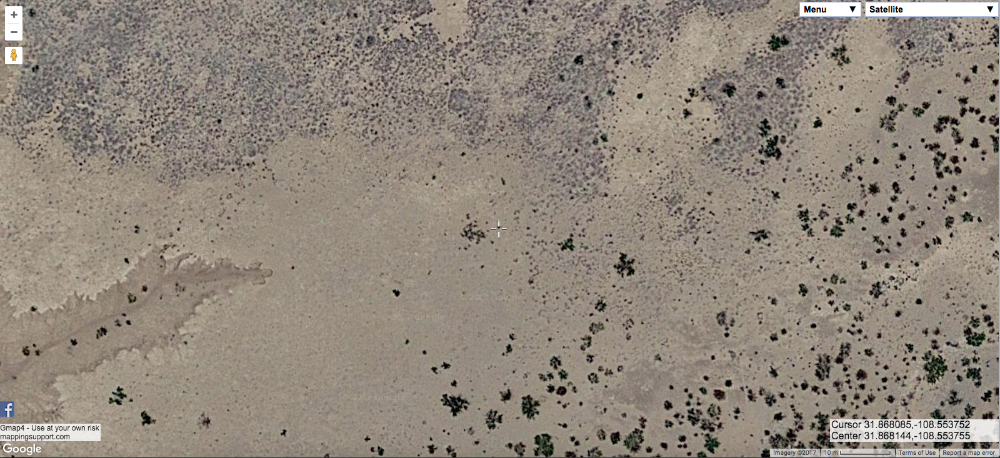 +
Menu ▼
Satellite ▼
−
f
Gmap4 - Use at your own risk
mappingsupport.com
Google
Cursor 31.868085,-108.553752
Center 31.868144,-108.553755
Imagery ©2017
10 m
Terms of Use
Report a map error